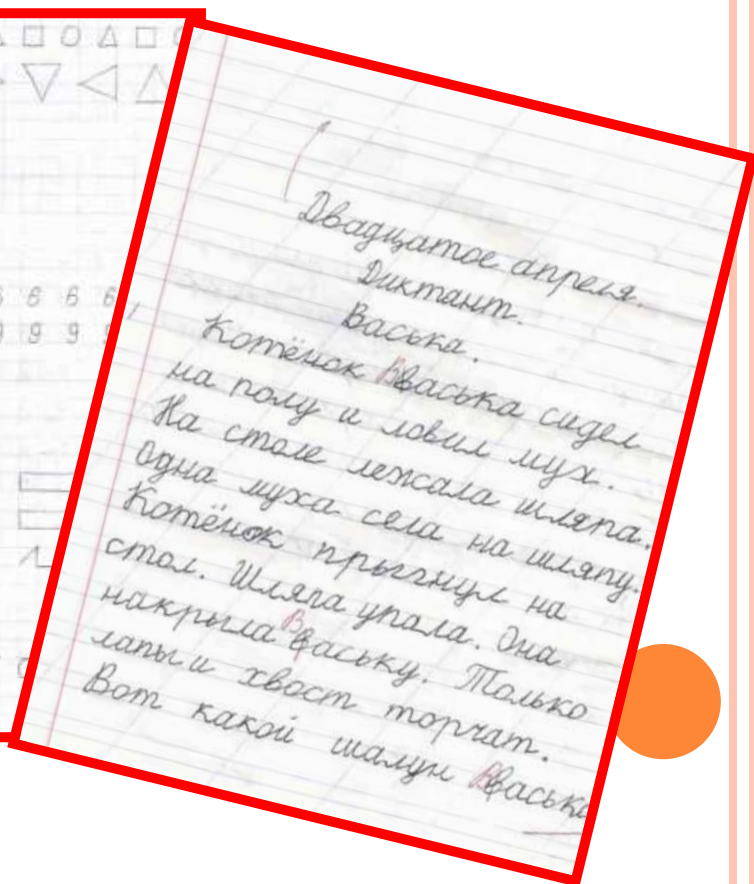 Двадцатое апреля.
Диктант.
Васька.
Котёнок Васька сидел
на полу и ловил мух.
На столе лежала шляпа.
Одна муха села на шляпу.
Котёнок прыгнул на
стол. Шляпа упала. Она
накрыла Ваську. Только
лапы и хвост торчат.
Вот какой шалун Васька